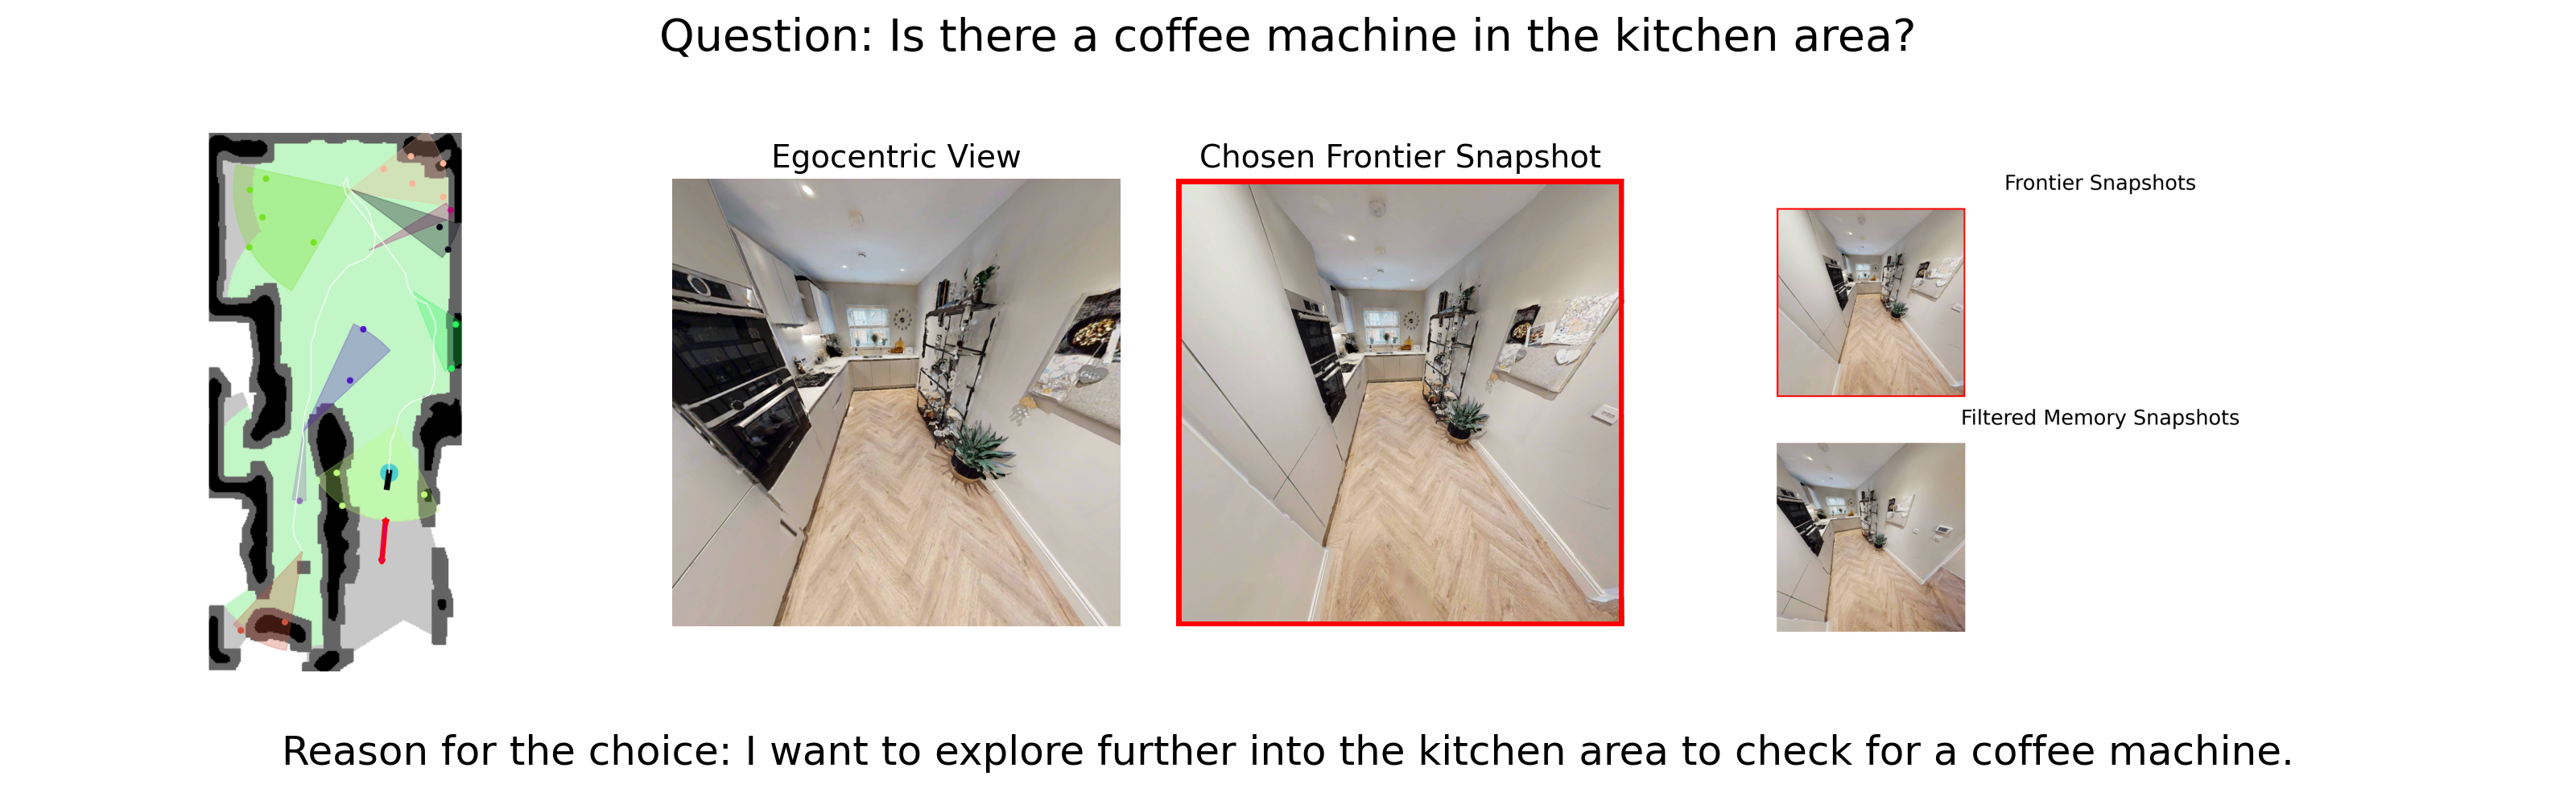 Question: Is there a coffee machine in the kitchen area?
Egocentric View
Chosen Frontier Snapshot
Frontier Snapshots
Filtered Memory Snapshots
Reason for the choice: I want to explore further into the kitchen area to check for a coffee machine.